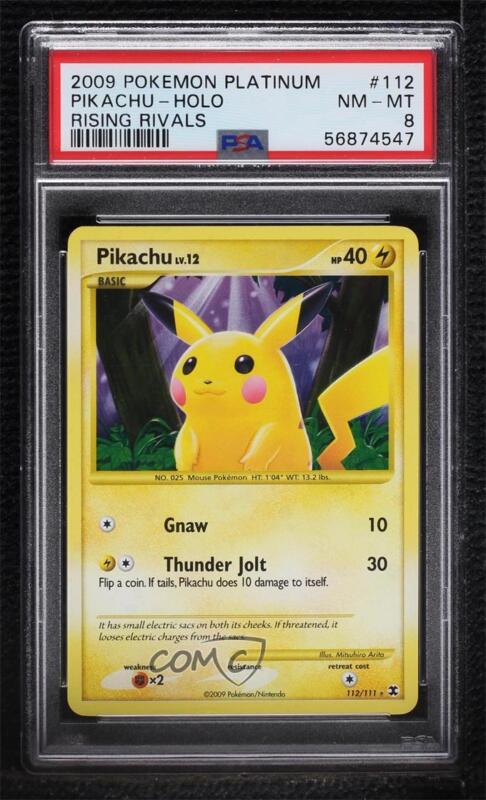 2009 POKEMON PLATINUM #112
PIKACHU - HOLO NM - MT
RISING RIVALS 8
PSA 56874547
Pikachu LV.12 HP 40
BASIC
NO. 025 Mouse Pokémon HT: 1'04" WT: 13.2 lbs.
Gnaw 10
Thunder Jolt 30
Flip a coin. If tails, Pikachu does 10 damage to itself.
It has small electric sacs on both its cheeks. If threatened, it
looses electric charges from the sacs.
Illus. Mitsuhiro Arita
weakness resistance retreat cost
×2
COMC
©2009 Pokémon/Nintendo 112/111
PSA